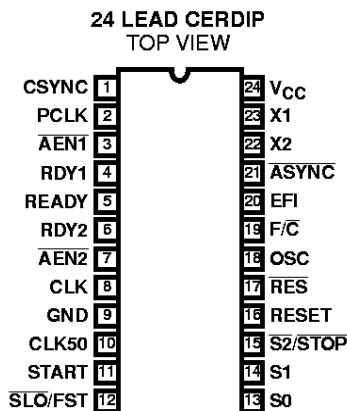 24 LEAD CERDIP
TOP VIEW
CSYNC 1 24 VCC
PCLK 2 23 X1
AEN1 3 22 X2
RDY1 4 21 ASYNC
READY 5 20 EFI
RDY2 6 19 F/C
AEN2 7 18 OSC
CLK 8 17 RES
GND 9 16 RESET
CLK50 10 15 S2/STOP
START 11 14 S1
SLO/FST 12 13 S0